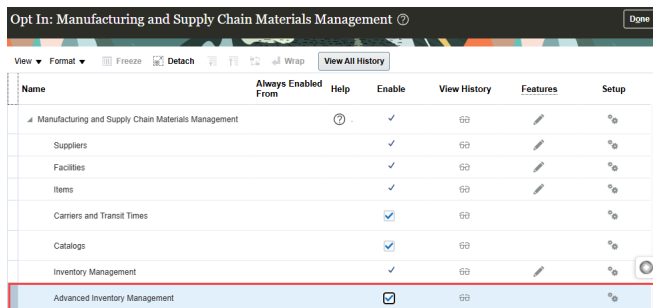 Opt In: Manufacturing and Supply Chain Materials Management
Done
View Format Freeze Detach Wrap View All History
Name Always Enabled From Help Enable View History Features Setup
Manufacturing and Supply Chain Materials Management
Suppliers
Facilities
Items
Carriers and Transit Times
Catalogs
Inventory Management
Advanced Inventory Management